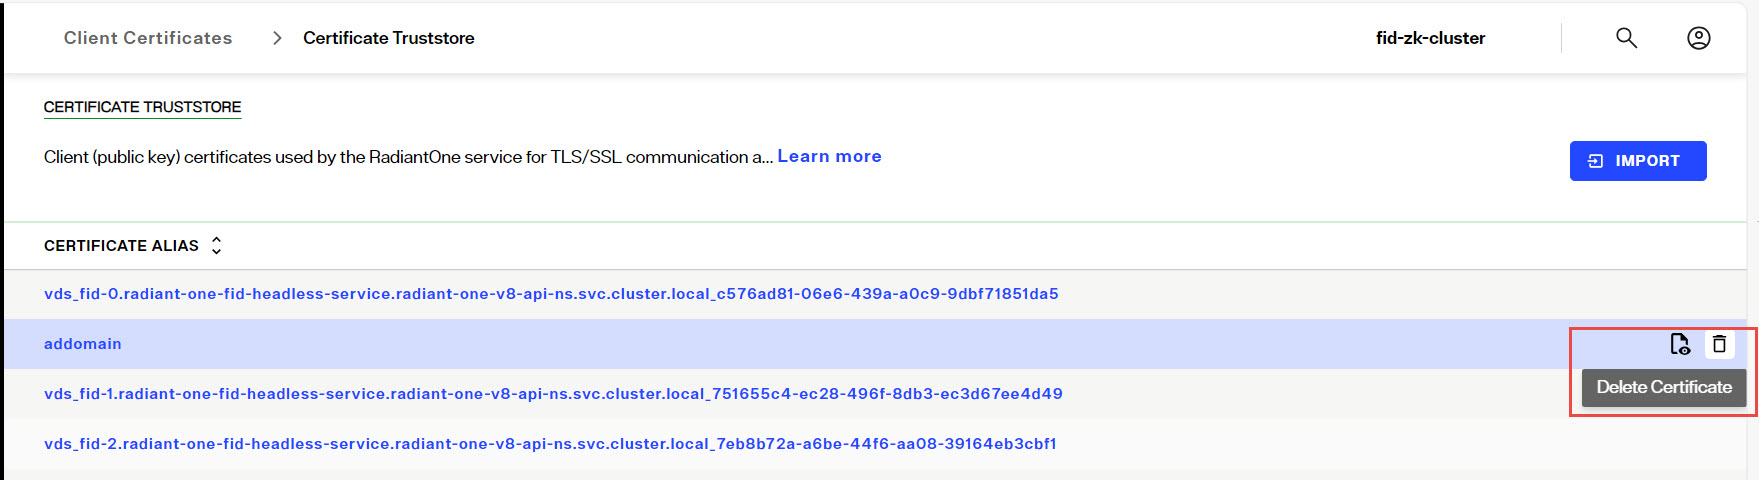 Client Certificates > Certificate Truststore fid-zk-cluster
CERTIFICATE TRUSTSTORE
Client (public key) certificates used by the RadiantOne service for TLS/SSL communication a... Learn more
IMPORT
CERTIFICATE ALIAS
vds_fid-0.radiant-one-fid-headless-service.radiant-one-v8-api-ns.svc.cluster.local_c576ad81-06e6-439a-a0c9-9dbf71851da5
addomain
Delete Certificate
vds_fid-1.radiant-one-fid-headless-service.radiant-one-v8-api-ns.svc.cluster.local_751655c4-ec28-496f-8db3-ec3d67ee4d49
vds_fid-2.radiant-one-fid-headless-service.radiant-one-v8-api-ns.svc.cluster.local_7eb8b72a-a6be-44f6-aa08-39164eb3cbf1